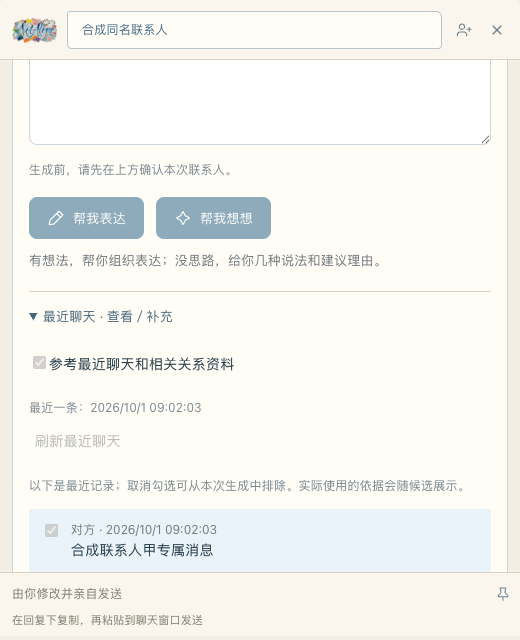 合成同名联系人
生成前，请先在上方确认本次联系人。
帮我表达
帮我想想
有想法，帮你组织表达；没思路，给你几种说法和建议理由。
▼ 最近聊天 · 查看 / 补充
参考最近聊天和相关关系资料
最近一条：2026/10/1 09:02:03
刷新最近聊天
以下是最近记录；取消勾选可从本次生成中排除。实际使用的依据会随候选展示。
对方 · 2026/10/1 09:02:03
合成联系人甲专属消息
由你修改并亲自发送
在回复下复制，再粘贴到聊天窗口发送